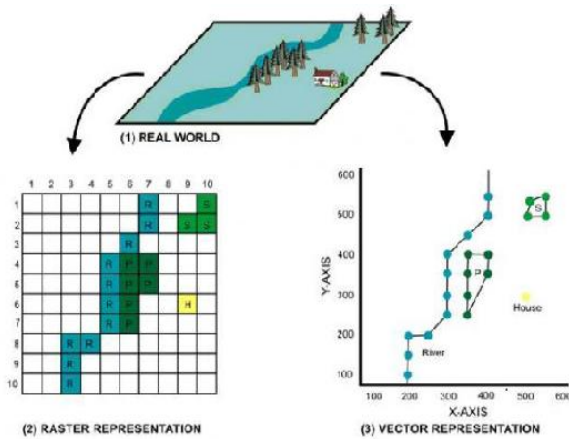 (1) REAL WORLD
1 2 3 4 5 6 7 8 9 10
1 R S
2 R S S
3 R
4 R P P
5 R P P
6 R P H
7 R P
8 R R
9 R
10 R
(2) RASTER REPRESENTATION
600
500
400
300
200
100
Y-AXIS
S
P
House
River
100 200 300 400 500 600
X-AXIS
(3) VECTOR REPRESENTATION